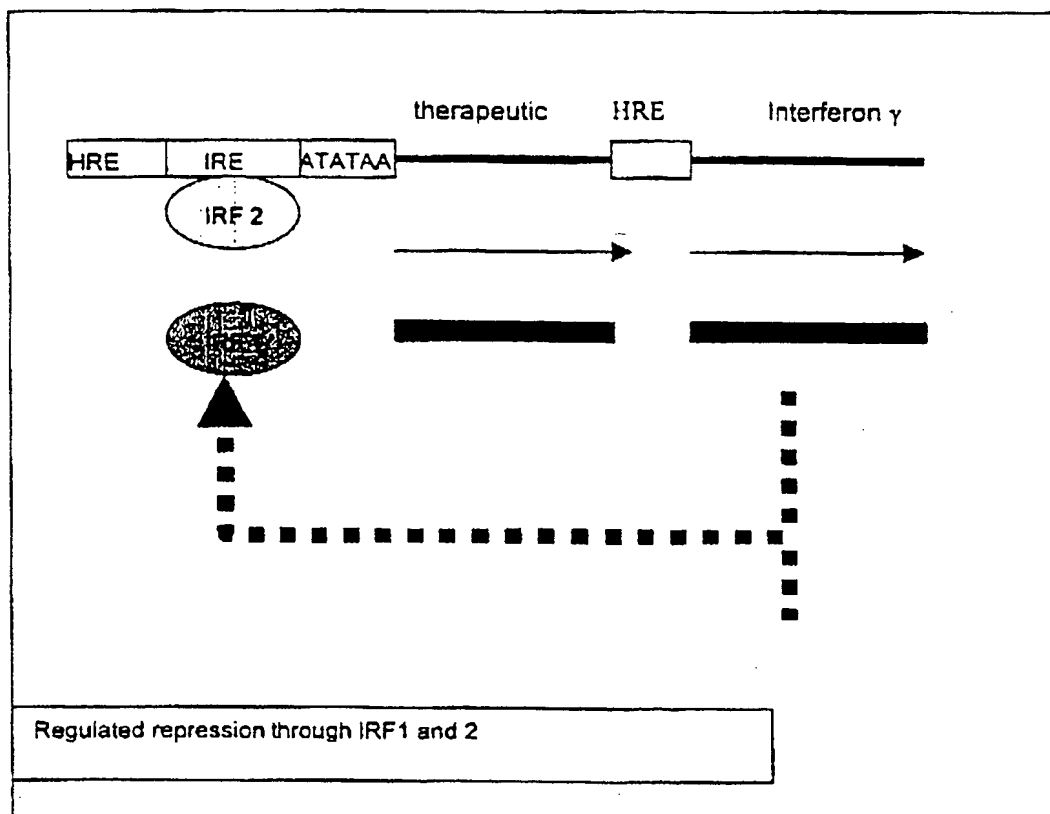 therapeutic HRE Interferon γ
HRE IRE ATATAA
IRF 2
Regulated repression through IRF1 and 2